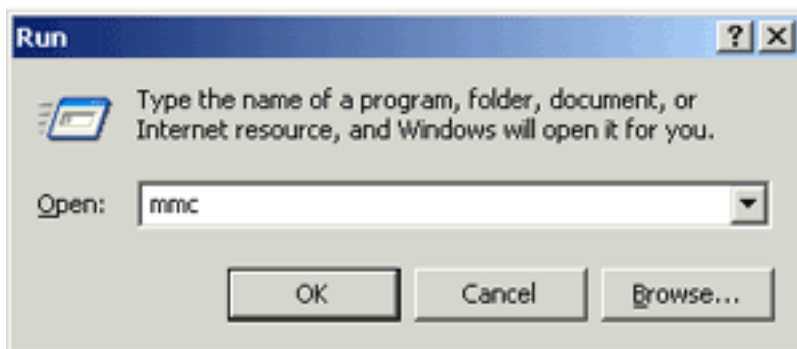 Run
Type the name of a program, folder, document, or
Internet resource, and Windows will open it for you.
Open: mmc
OK Cancel Browse...